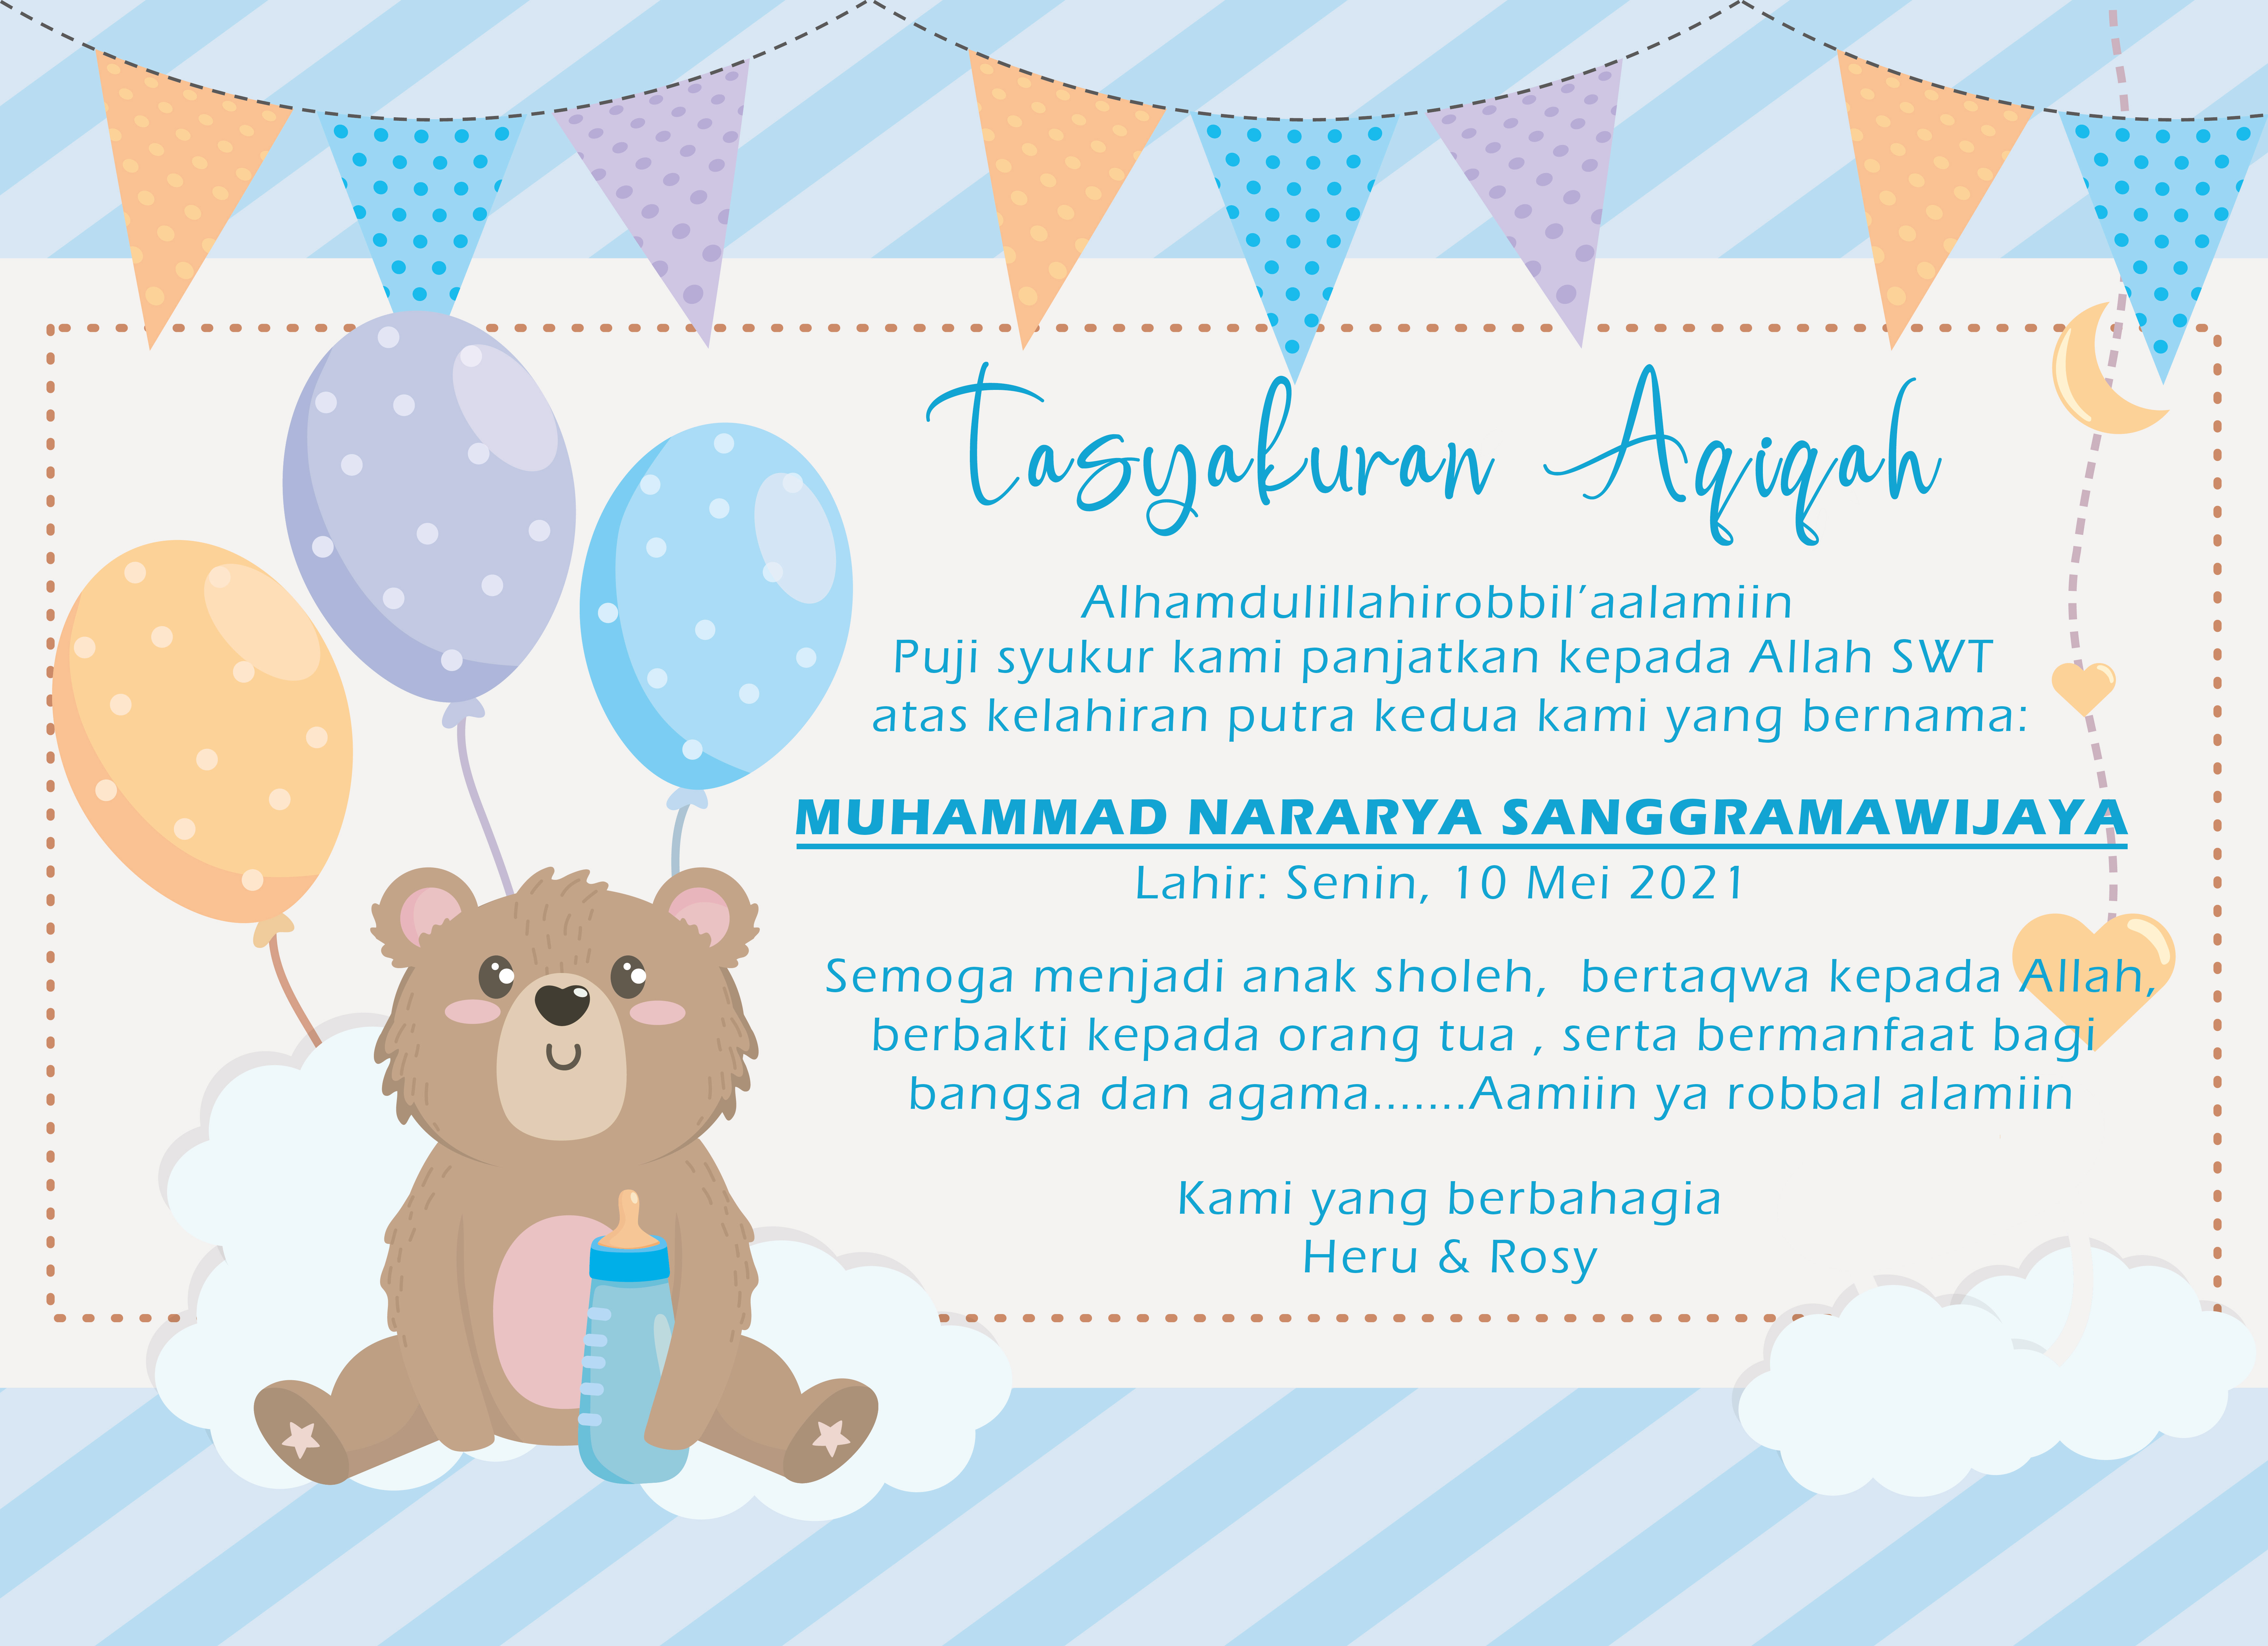 Tasyakuran Aqiqah
Alhamdulillahirobbil'aalamiin
Puji syukur kami panjatkan kepada Allah SWT
atas kelahiran putra kedua kami yang bernama:
MUHAMMAD NARARYA SANGGRAMAWIJAYA
Lahir: Senin, 10 Mei 2021
Semoga menjadi anak sholeh,  bertaqwa kepada Allah,
berbakti kepada orang tua , serta bermanfaat bagi
bangsa dan agama.......Aamiin ya robbal alamiin
Kami yang berbahagia
Heru & Rosy